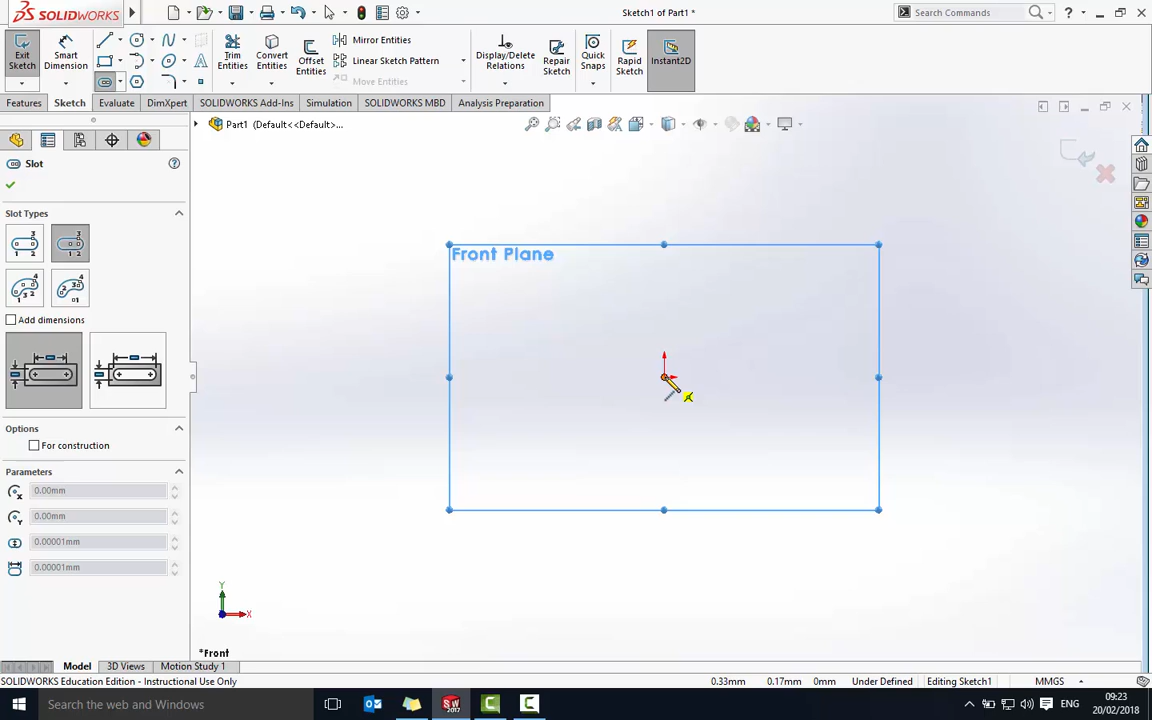 SOLIDWORKS
Sketch1 of Part1 *
Search Commands
Exit Sketch
Smart Dimension
Trim Entities
Convert Entities
Offset Entities
Mirror Entities
Linear Sketch Pattern
Move Entities
Display/Delete Relations
Repair Sketch
Quick Snaps
Rapid Sketch
Instant2D
Features
Sketch
Evaluate
DimXpert
SOLIDWORKS Add-Ins
Simulation
SOLIDWORKS MBD
Analysis Preparation
Part1 (Default<<Default>...
Slot
Slot Types
Add dimensions
Options
For construction
Parameters
0.00mm
0.00mm
0.00001mm
0.00001mm
Front Plane
Y
X
*Front
Model
3D Views
Motion Study 1
SOLIDWORKS Education Edition - Instructional Use Only
0.33mm
0.17mm
0mm
Under Defined
Editing Sketch1
MMGS
Search the web and Windows
ENG
09:23
20/02/2018